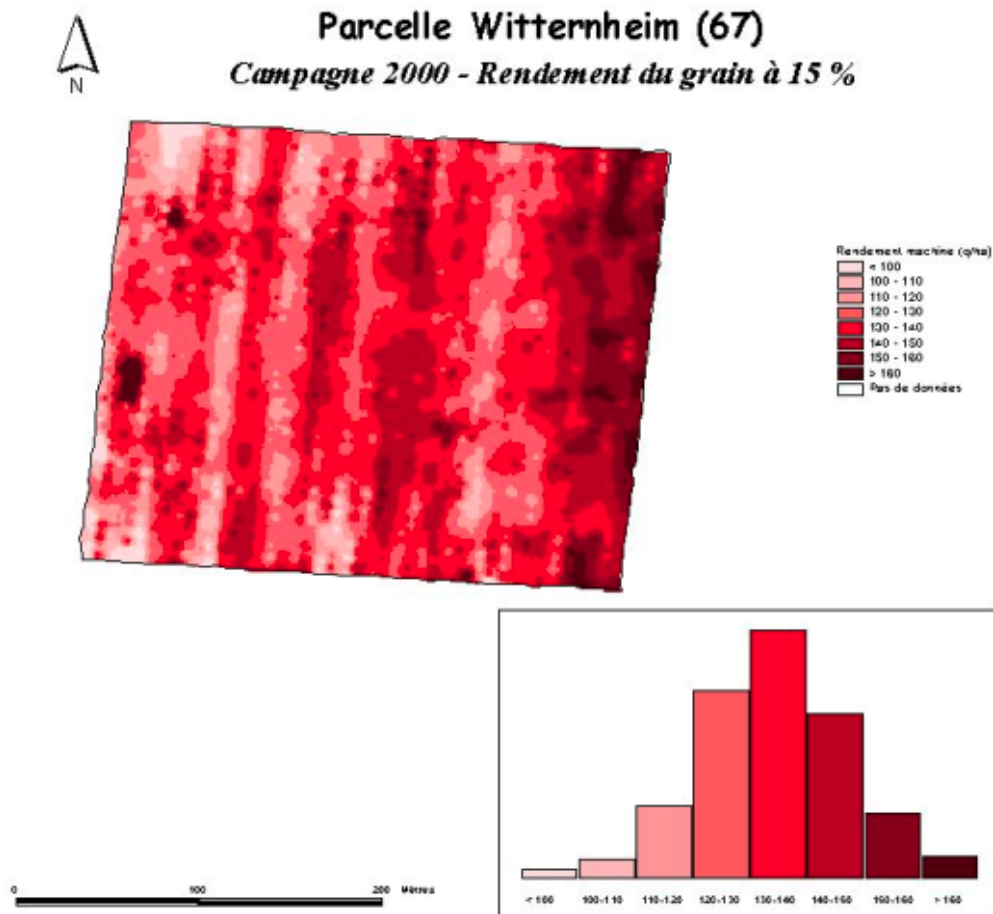 Parcelle Witternheim (67)
Campagne 2000 - Rendement du grain à 15 %
N
Rendement machine (q/ha)
< 100
100 - 110
110 - 120
120 - 130
130 - 140
140 - 150
150 - 160
> 160
Pas de données
0 100 200 Mètres
< 100 100-110 110-120 120-130 130-140 140-150 150-160 > 160